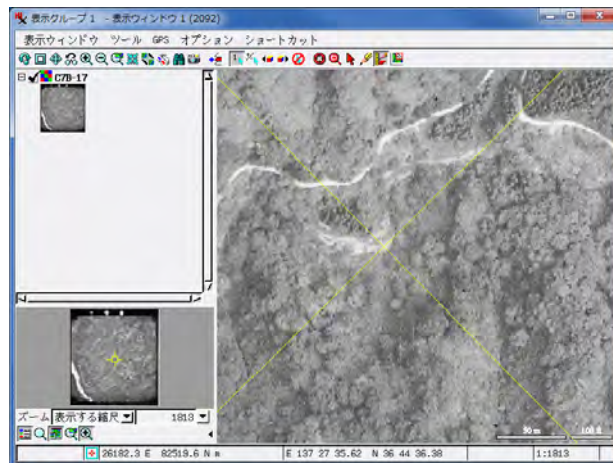 表示グループ 1 - 表示ウィンドウ 1 (2092)
表示ウィンドウ ツール GPS オプション ショートカット
C7B-17
ズーム 表示する縮尺 1813
50 m 100 ft
26182.3 E 82519.6 N m E 137 27 35.62 N 36 44 36.38 1:1813